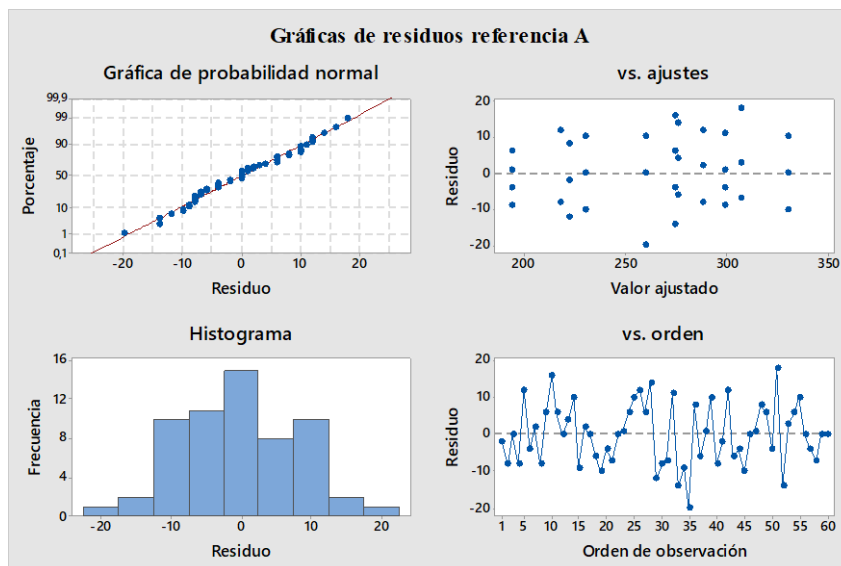 Gráficas de residuos referencia A
Gráfica de probabilidad normal
vs. ajustes
99,9
99
90
50
10
1
0,1
Porcentaje
-20 -10 0 10 20
Residuo
20
10
0
-10
-20
Residuo
200 250 300 350
Valor ajustado
Histograma
vs. orden
16
12
8
4
0
Frecuencia
-20 -10 0 10 20
Residuo
20
10
0
-10
-20
Residuo
1 5 10 15 20 25 30 35 40 45 50 55 60
Orden de observación